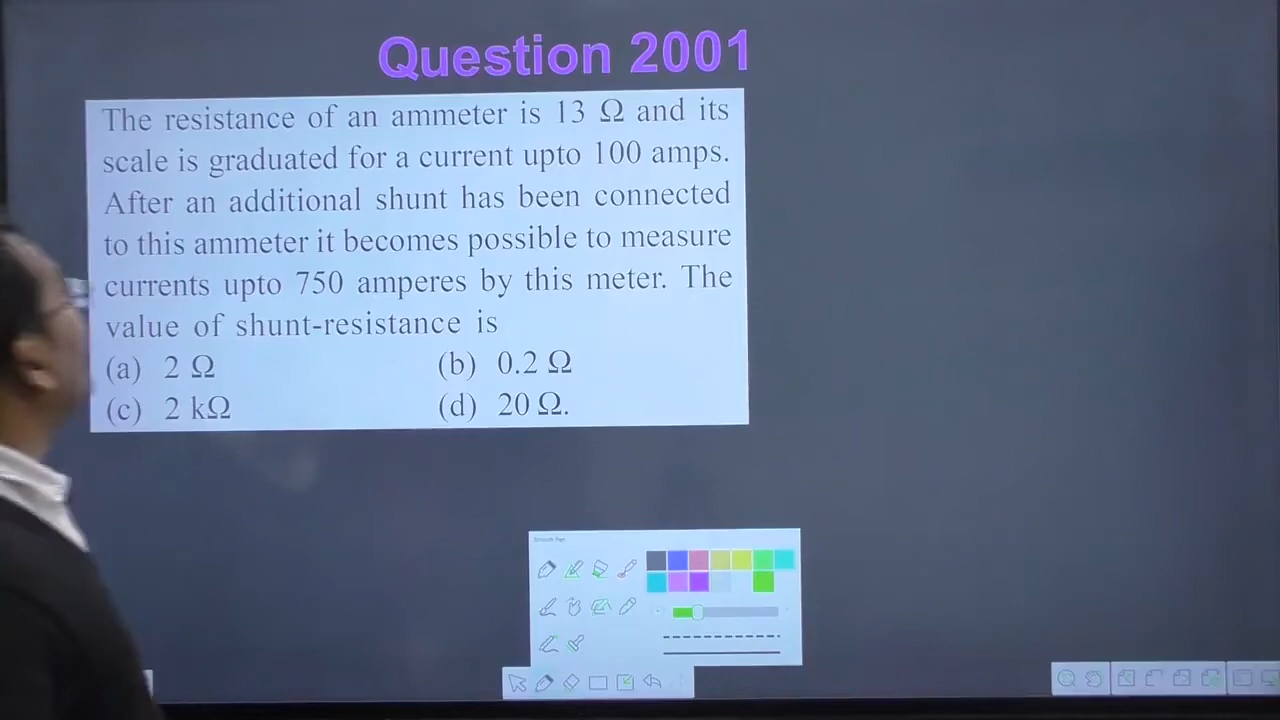 Question 2001
The resistance of an ammeter is 13 Ω and its
scale is graduated for a current upto 100 amps.
After an additional shunt has been connected
to this ammeter it becomes possible to measure
currents upto 750 amperes by this meter. The
value of shunt-resistance is
(a) 2 Ω (b) 0.2 Ω
(c) 2 kΩ (d) 20 Ω.
Smooth Pen